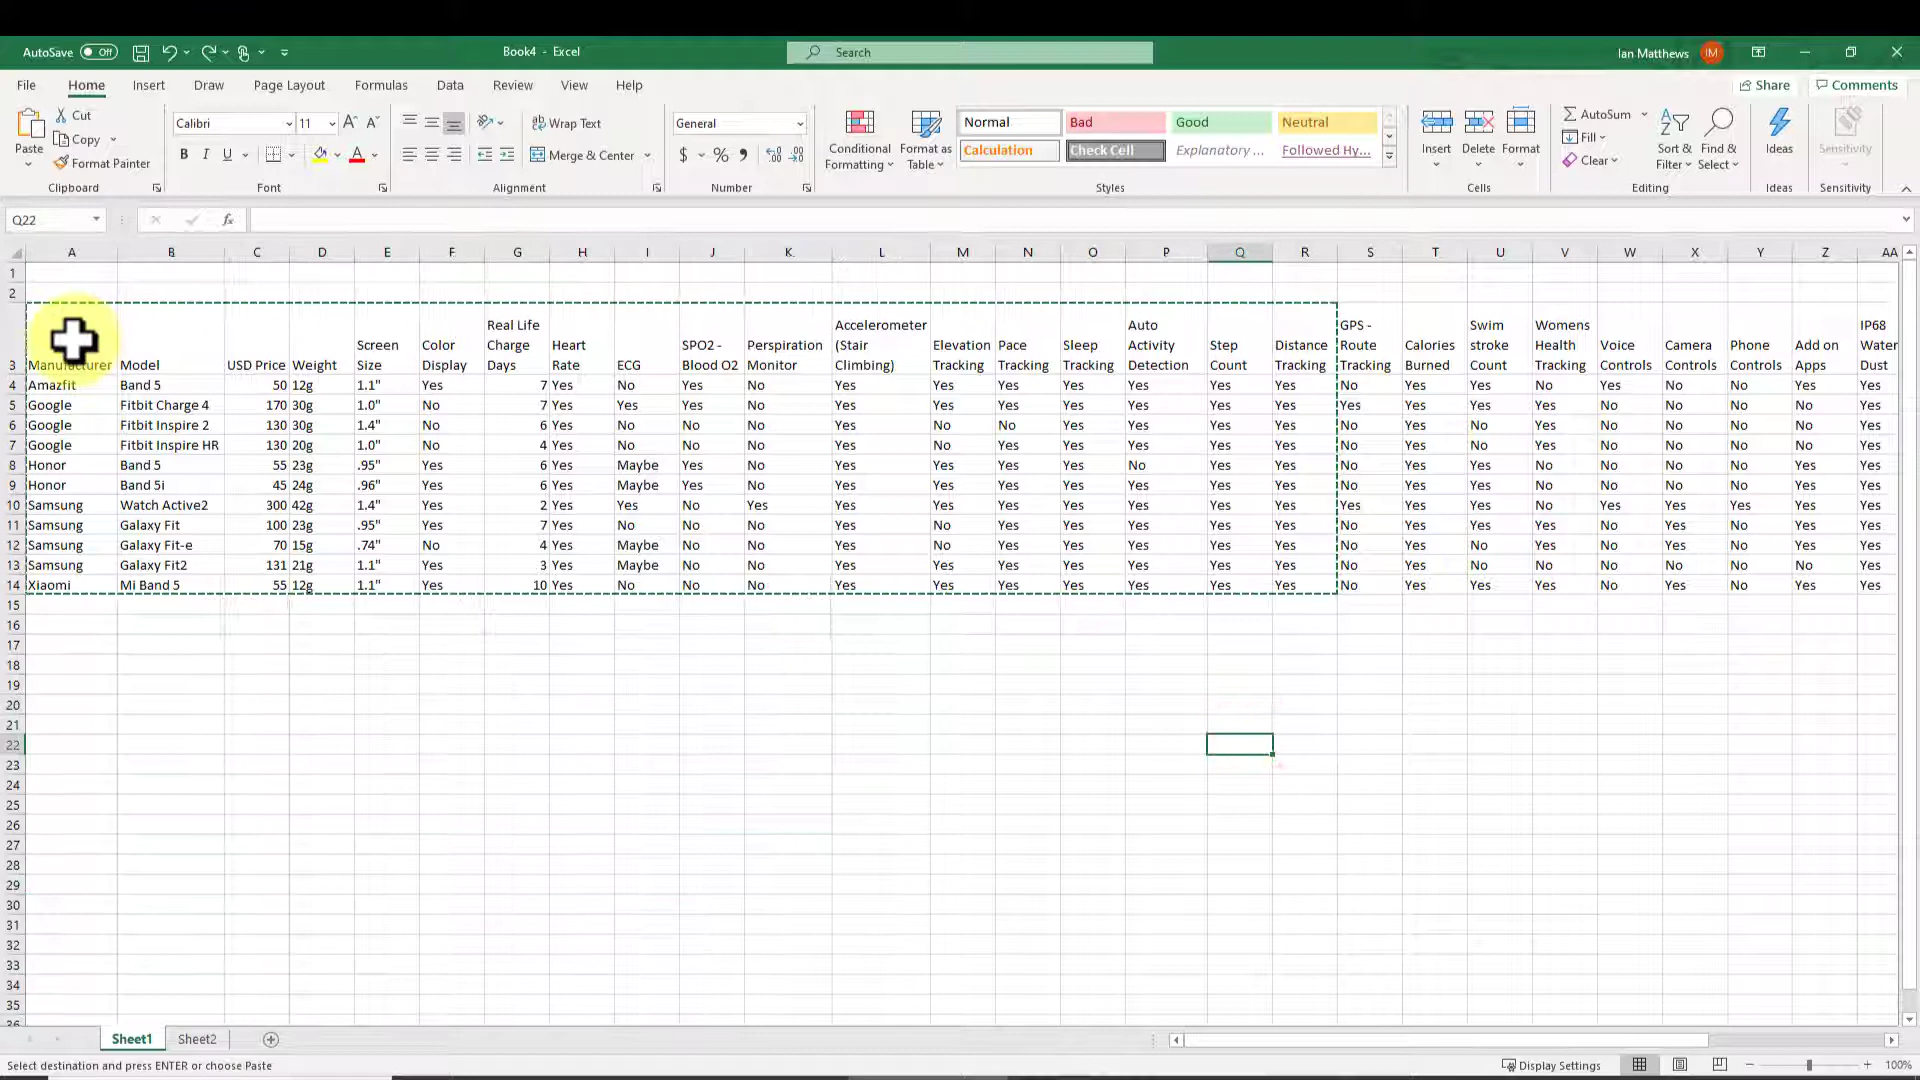 AutoSave Off Book4 - Excel Search Ian Matthews IM
File Home Insert Draw Page Layout Formulas Data Review View Help Share Comments
Paste Cut Copy Format Painter Clipboard
Calibri 11 B I U A Font
Wrap Text Merge & Center Alignment
General $ % Number
Conditional Formatting Format as Table
Normal Bad Good Neutral
Calculation Check Cell Explanatory ... Followed Hy...
Styles
Insert Delete Format Cells
AutoSum Fill Clear Sort & Filter Find & Select Editing
Ideas Ideas
Sensitivity Sensitivity
Q22 fx
A B C D E F G H I J K L M N O P Q R S T U V W X Y Z AA
1
2
3 Manufacturer Model USD Price Weight Screen Size Color Display Real Life Charge Days Heart Rate ECG SPO2 - Blood O2 Perspiration Monitor Accelerometer (Stair Climbing) Elevation Tracking Pace Tracking Sleep Tracking Auto Activity Detection Step Count Distance Tracking GPS - Route Tracking Calories Burned Swim stroke Count Womens Health Tracking Voice Controls Camera Controls Phone Controls Add on Apps IP68 Water Dust
4 Amazfit Band 5 50 12g 1.1" Yes 7 Yes No Yes No Yes Yes Yes Yes Yes Yes Yes No Yes Yes No Yes No No Yes Yes
5 Google Fitbit Charge 4 170 30g 1.0" No 7 Yes Yes Yes No Yes Yes Yes Yes Yes Yes Yes Yes Yes Yes Yes No No No No Yes
6 Google Fitbit Inspire 2 130 30g 1.4" No 6 Yes No No No Yes No No Yes Yes Yes Yes No Yes No Yes No No No No Yes
7 Google Fitbit Inspire HR 130 20g 1.0" No 4 Yes No No No Yes No Yes Yes Yes Yes Yes No Yes Yes Yes No No No No Yes
8 Honor Band 5 55 23g .95" Yes 6 Yes Maybe Yes No Yes Yes Yes Yes No Yes Yes No Yes Yes No No No No Yes Yes
9 Honor Band 5i 45 24g .96" Yes 6 Yes Maybe Yes No Yes Yes Yes Yes Yes Yes Yes No Yes Yes No No No No Yes Yes
10 Samsung Watch Active2 300 42g 1.4" Yes 2 Yes Yes No Yes Yes Yes Yes Yes Yes Yes Yes Yes Yes Yes No Yes Yes Yes Yes Yes
11 Samsung Galaxy Fit 100 23g .95" Yes 7 Yes No No No Yes No Yes Yes Yes Yes Yes No Yes Yes Yes No No No Yes Yes
12 Samsung Galaxy Fit-e 70 15g .74" No 4 Yes Maybe No No Yes No Yes Yes Yes Yes Yes No Yes No Yes No Yes No Yes Yes
13 Samsung Galaxy Fit2 131 21g 1.1" Yes 3 Yes Maybe No No Yes Yes Yes Yes Yes Yes Yes No Yes No No No No No No Yes
14 Xiaomi Mi Band 5 55 12g 1.1" Yes 10 Yes No No No Yes Yes Yes Yes Yes Yes Yes No Yes Yes Yes No Yes No Yes Yes
15
16
17
18
19
20
21
22
23
24
25
26
27
28
29
30
31
32
33
34
35
Sheet1 Sheet2
Select destination and press ENTER or choose Paste Display Settings 100%